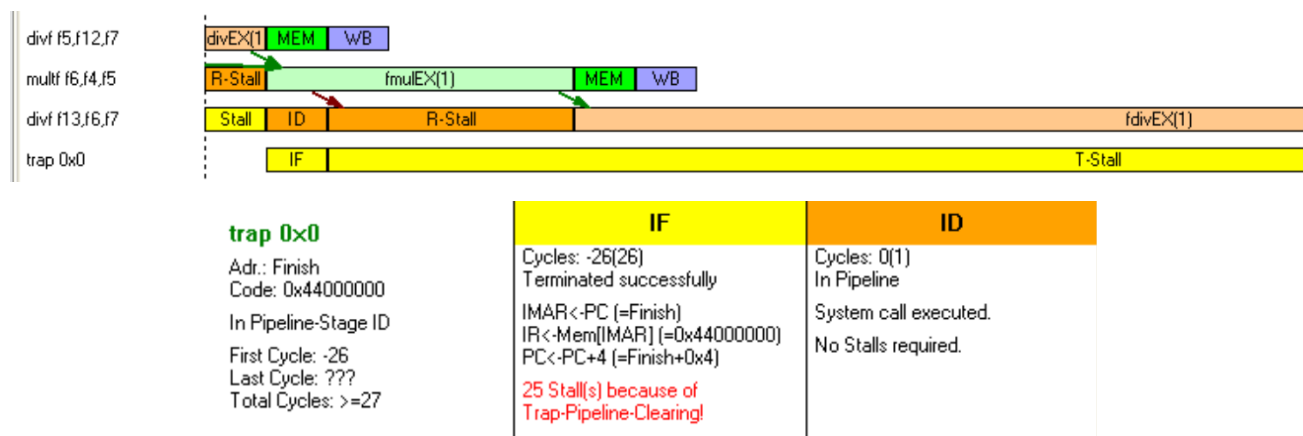 divf f5,f12,f7 divEX(1 MEM WB
multf f6,f4,f5 R-Stall fmulEX(1) MEM WB
divf f13,f6,f7 Stall ID R-Stall fdivEX(1)
trap 0x0 IF T-Stall
trap 0x0
Adr.: Finish
Code: 0x44000000
In Pipeline-Stage ID
First Cycle: -26
Last Cycle: ???
Total Cycles: >=27
IF
Cycles: -26(26)
Terminated successfully
IMAR<-PC (=Finish)
IR<-Mem[IMAR] (=0x44000000)
PC<-PC+4 (=Finish+0x4)
25 Stall(s) because of
Trap-Pipeline-Clearing!
ID
Cycles: 0(1)
In Pipeline
System call executed.
No Stalls required.